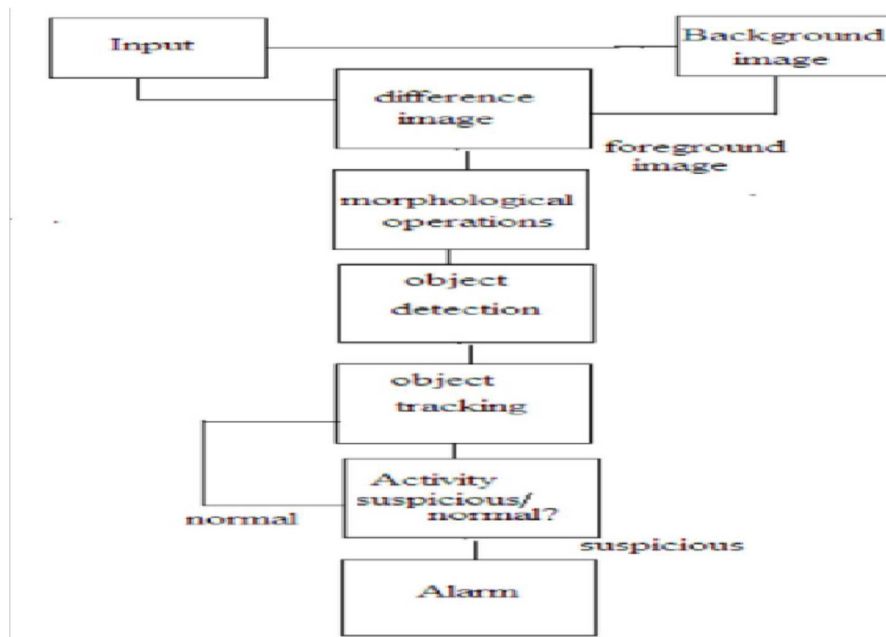 Input
Background
image
difference
image
foreground
image
morphological
operations
object
detection
object
tracking
Activity
suspicious/
normal?
normal
suspicious
Alarm